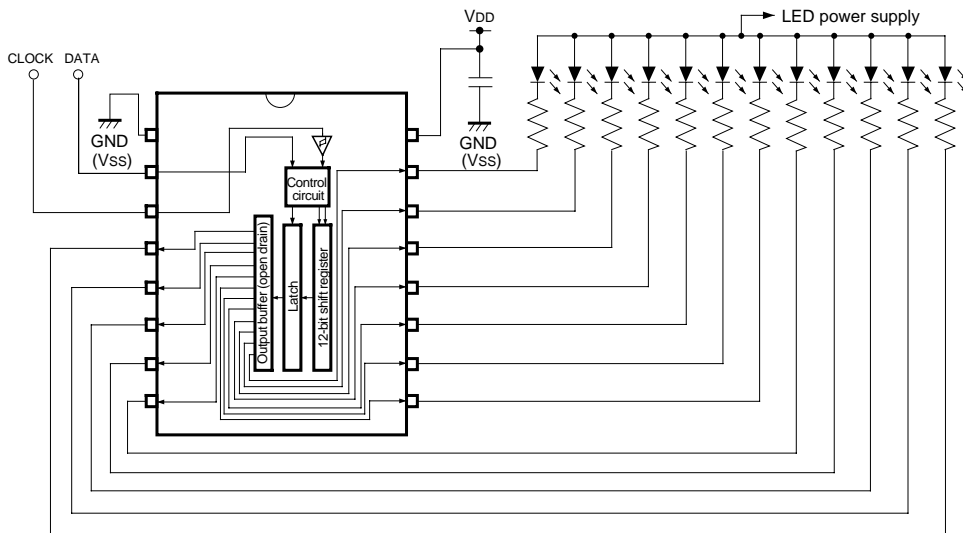 VDD
LED power supply
CLOCK
DATA
GND
(Vss)
GND
(Vss)
Control
circuit
Output buffer (open drain)
Latch
12-bit shift register